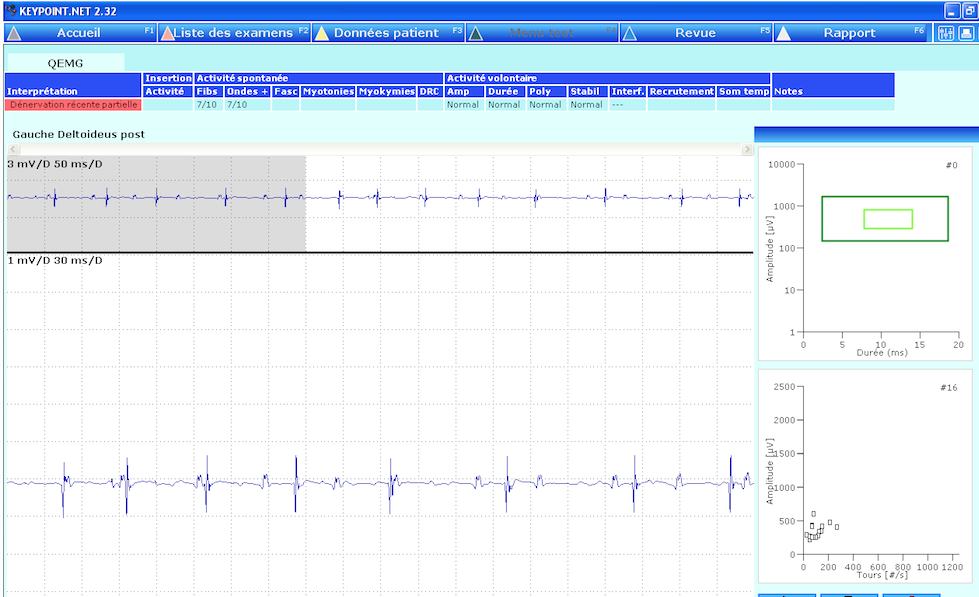 KEYPOINT.NET 2.32
Accueil F1 Liste des examens F2 Données patient F3 Menu test F4 Revue F5 Rapport F6
QEMG
Insertion Activité spontanée Activité volontaire
Interprétation Activité Fibs Ondes + Fasc Myotonies Myokymies DRC Amp Durée Poly Stabil Interf. Recrutement Som temp Notes
Dénervation récente partielle 7/10 7/10 Normal Normal Normal Normal ---
Gauche Deltoideus post
3 mV/D 50 ms/D
1 mV/D 30 ms/D
#0
10000
1000
100
10
1
Amplitude [µV]
0 5 10 15 20
Durée (ms)
#16
2500
2000
1500
1000
500
0
Amplitude [µV]
0 200 400 600 800 1000 1200
Tours [#/s]